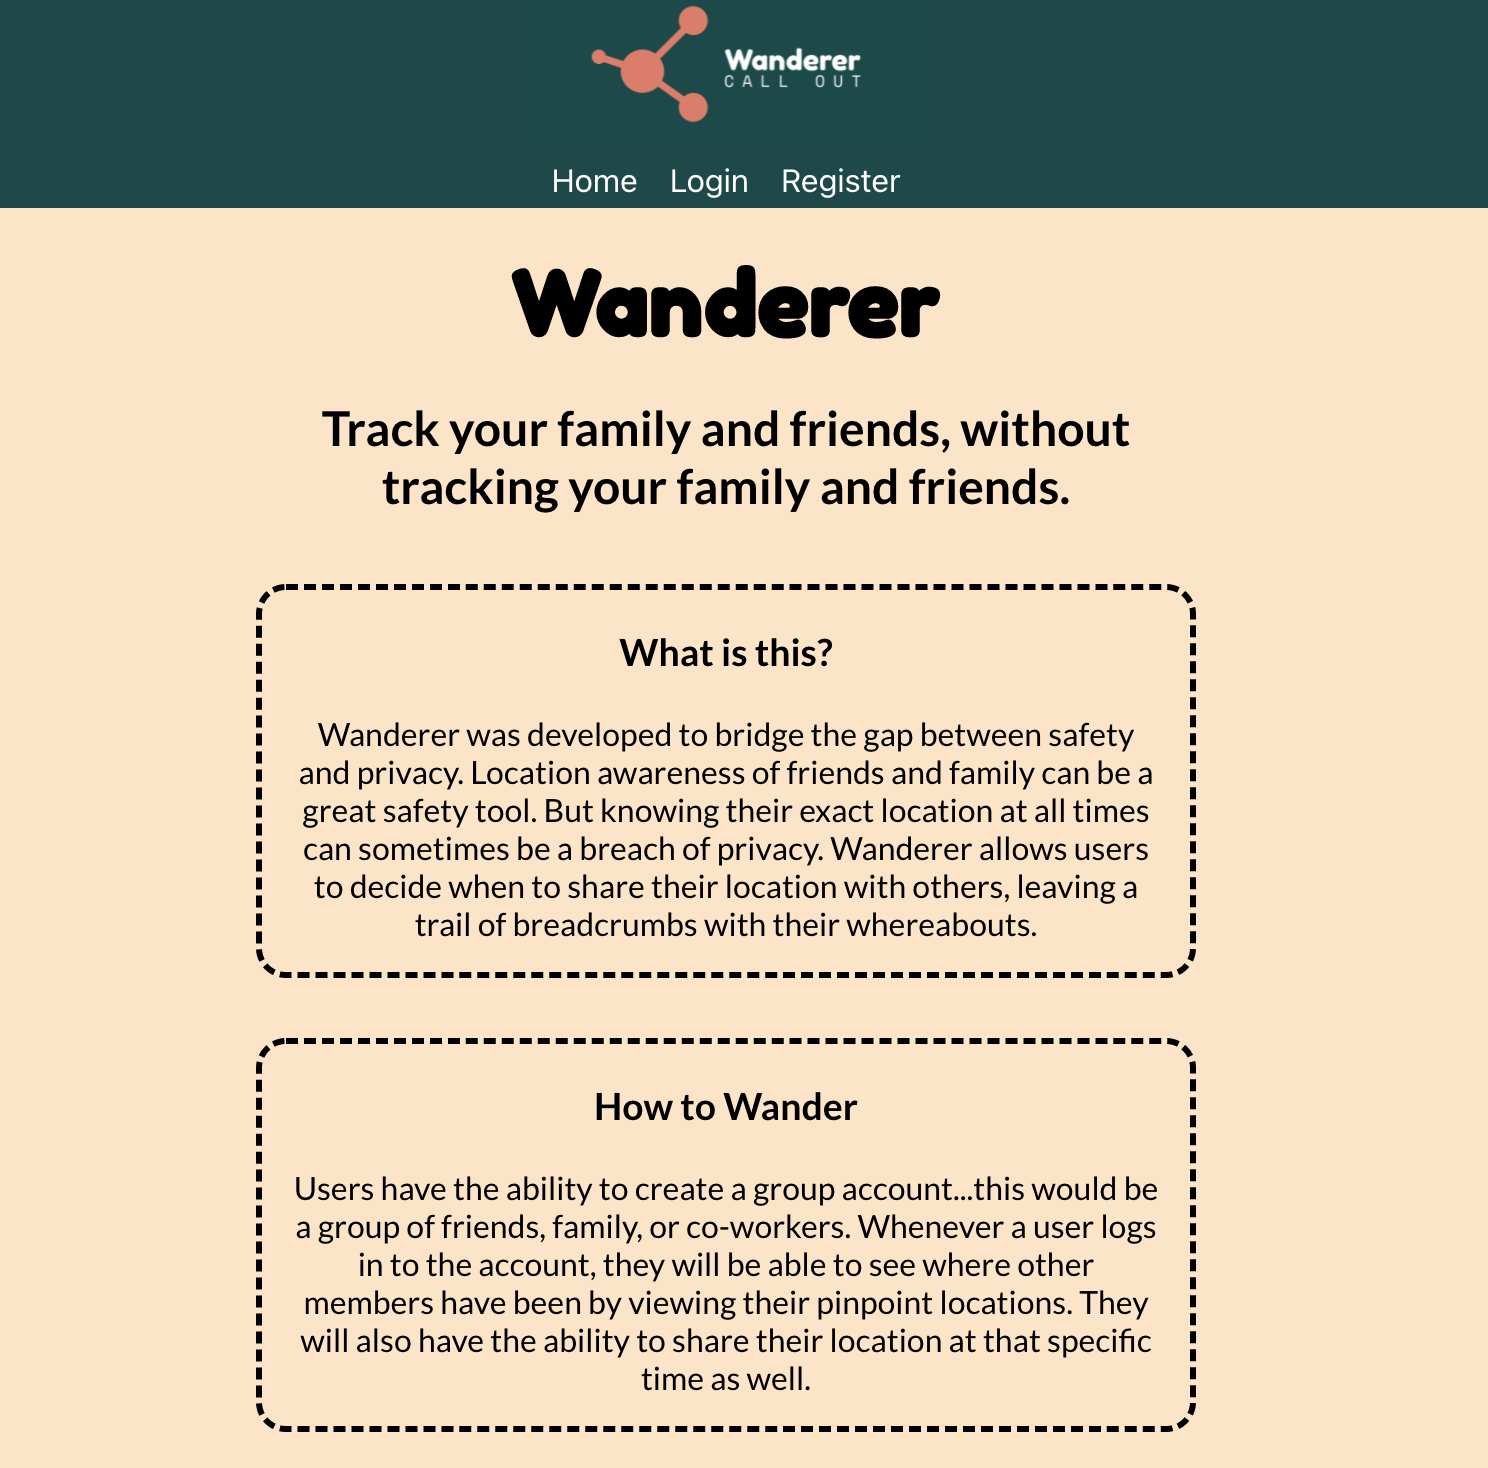 Wanderer
CALL OUT
Home Login Register
Wanderer
Track your family and friends, without
tracking your family and friends.
What is this?
Wanderer was developed to bridge the gap between safety
and privacy. Location awareness of friends and family can be a
great safety tool. But knowing their exact location at all times
can sometimes be a breach of privacy. Wanderer allows users
to decide when to share their location with others, leaving a
trail of breadcrumbs with their whereabouts.
How to Wander
Users have the ability to create a group account...this would be
a group of friends, family, or co-workers. Whenever a user logs
in to the account, they will be able to see where other
members have been by viewing their pinpoint locations. They
will also have the ability to share their location at that specific
time as well.